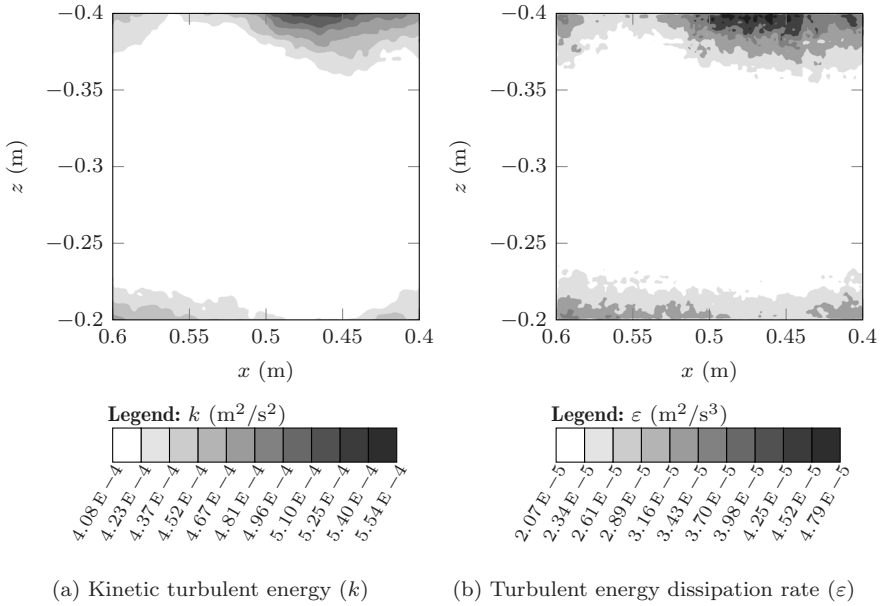 −0.4
−0.35
−0.3
−0.25
−0.2
z (m)
0.6
0.55
0.5
0.45
0.4
x (m)
Legend: k (m²/s²)
4.08 E − 4
4.23 E − 4
4.37 E − 4
4.52 E − 4
4.67 E − 4
4.81 E − 4
4.96 E − 4
5.10 E − 4
5.25 E − 4
5.40 E − 4
5.54 E − 4
(a) Kinetic turbulent energy (k)
−0.4
−0.35
−0.3
−0.25
−0.2
z (m)
0.6
0.55
0.5
0.45
0.4
x (m)
Legend: ε (m²/s³)
2.07 E − 5
2.34 E − 5
2.61 E − 5
2.89 E − 5
3.16 E − 5
3.43 E − 5
3.70 E − 5
3.98 E − 5
4.25 E − 5
4.52 E − 5
4.79 E − 5
(b) Turbulent energy dissipation rate (ε)